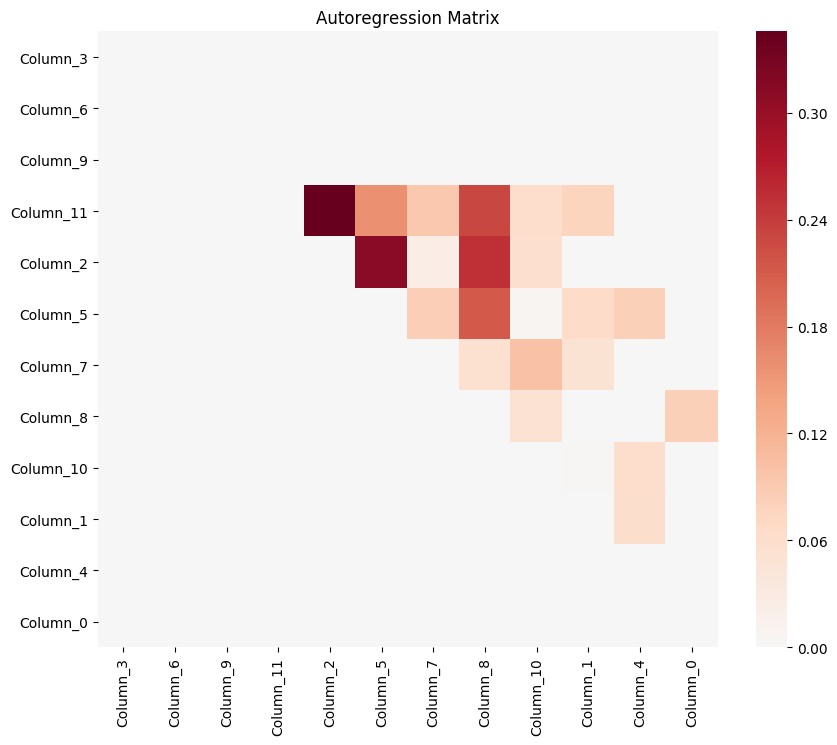 Autoregression Matrix
Column_3
Column_6
Column_9
Column_11
Column_2
Column_5
Column_7
Column_8
Column_10
Column_1
Column_4
Column_0
Column_3
Column_6
Column_9
Column_11
Column_2
Column_5
Column_7
Column_8
Column_10
Column_1
Column_4
Column_0
0.30
0.24
0.18
0.12
0.06
0.00